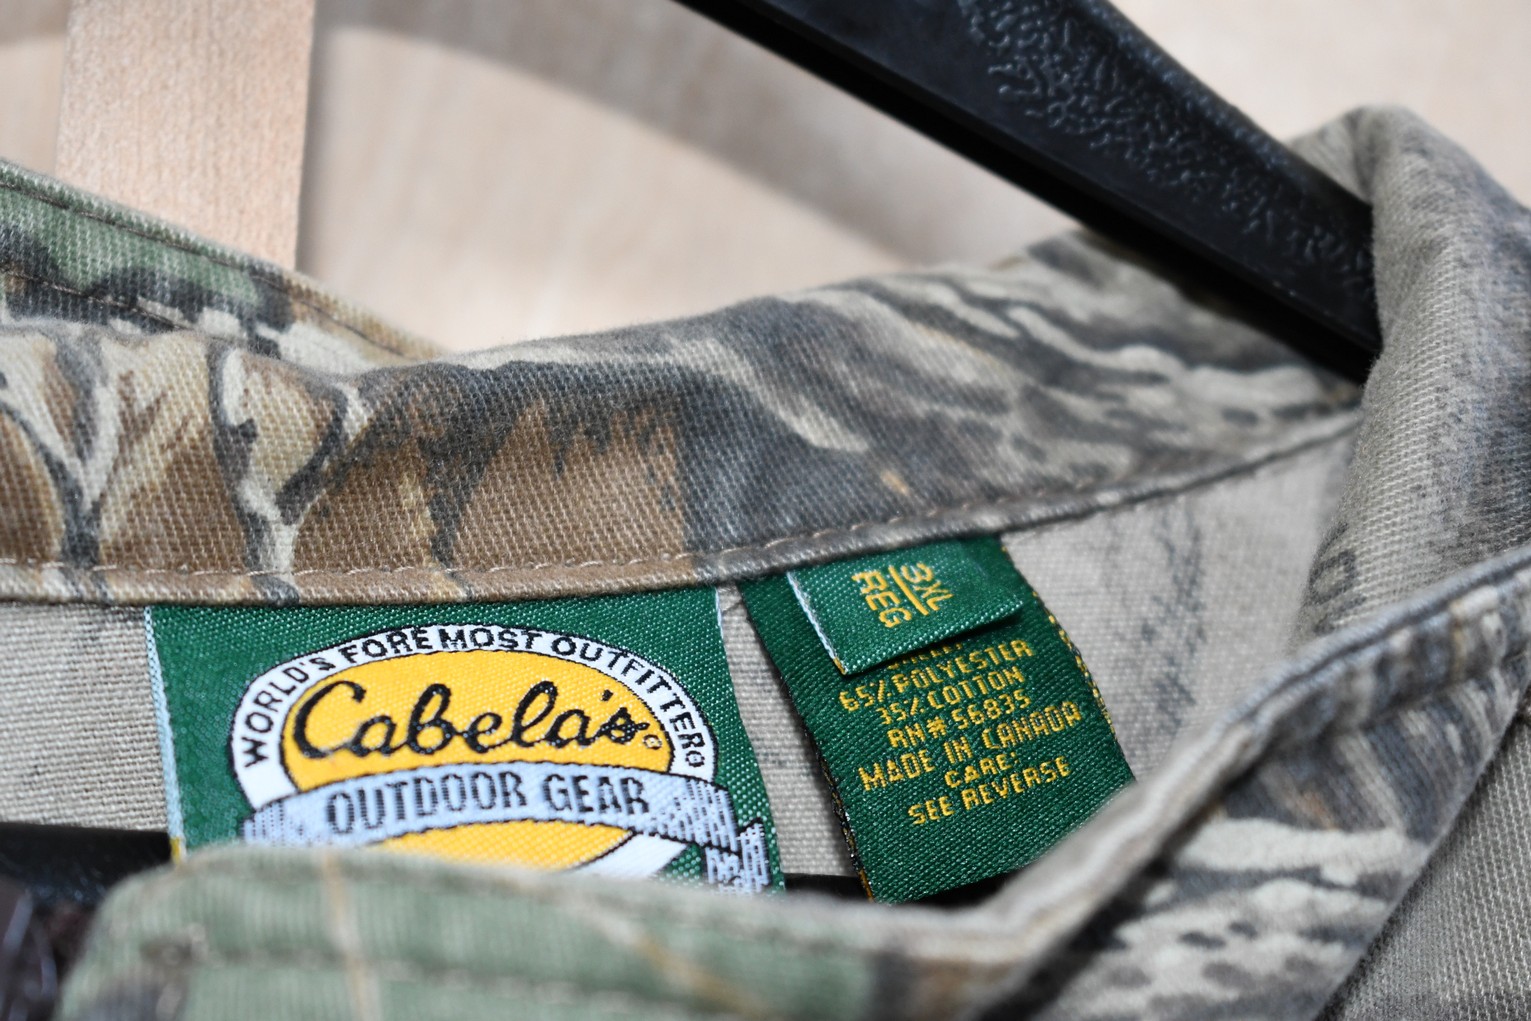 WORLD'S FOREMOST OUTFITTER
Cabela's
OUTDOOR GEAR
3XL
REG
65% POLYESTER
35% COTTON
RN# 56835
MADE IN CANADA
CARE:
SEE REVERSE